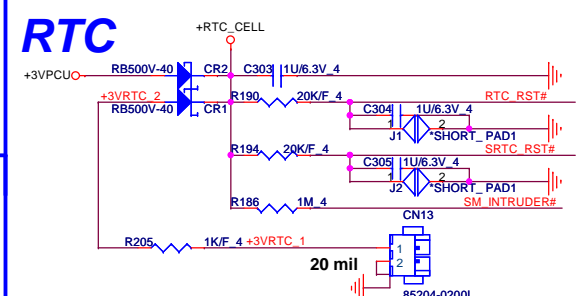 RTC
+RTC_CELL
RB500V-40 CR2 C303 1U/6.3V_4
+3VPCU
+3VRTC_2 R190 20K/F_4 RTC_RST#
RB500V-40 CR1 C304 1U/6.3V_4
1 2
J1 *SHORT_ PAD1
R194 20K/F_4 SRTC_RST#
C305 1U/6.3V_4
1 2
J2 *SHORT_ PAD1
R186 1M_4 SM_INTRUDER#
CN13
R205 1K/F_4 +3VRTC_1 1
20 mil 2
85204-0200L